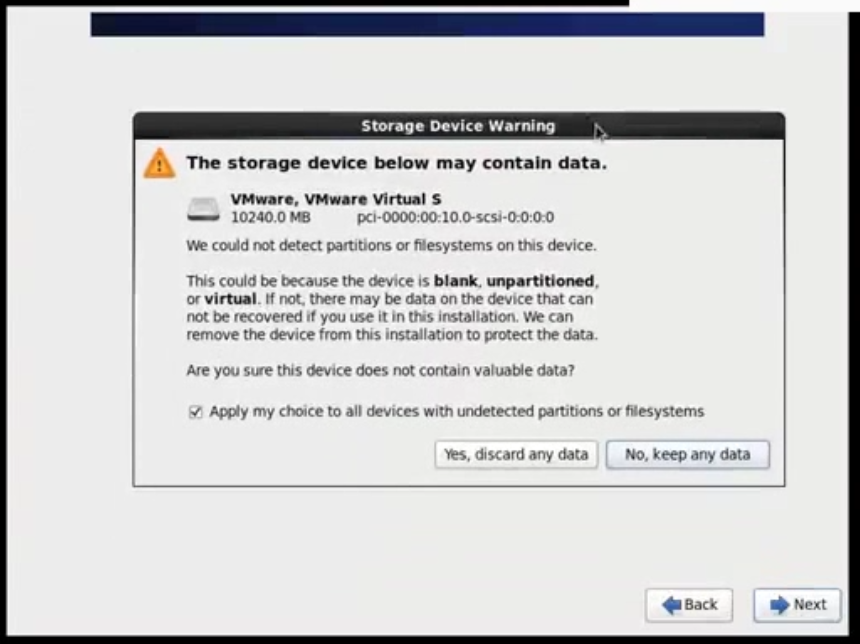 Storage Device Warning
The storage device below may contain data.
VMware, VMware Virtual S
10240.0 MB pci-0000:00:10.0-scsi-0:0:0:0
We could not detect partitions or filesystems on this device.
This could be because the device is blank, unpartitioned,
or virtual. If not, there may be data on the device that can
not be recovered if you use it in this installation. We can
remove the device from this installation to protect the data.
Are you sure this device does not contain valuable data?
Apply my choice to all devices with undetected partitions or filesystems
Yes, discard any data No, keep any data
Back Next